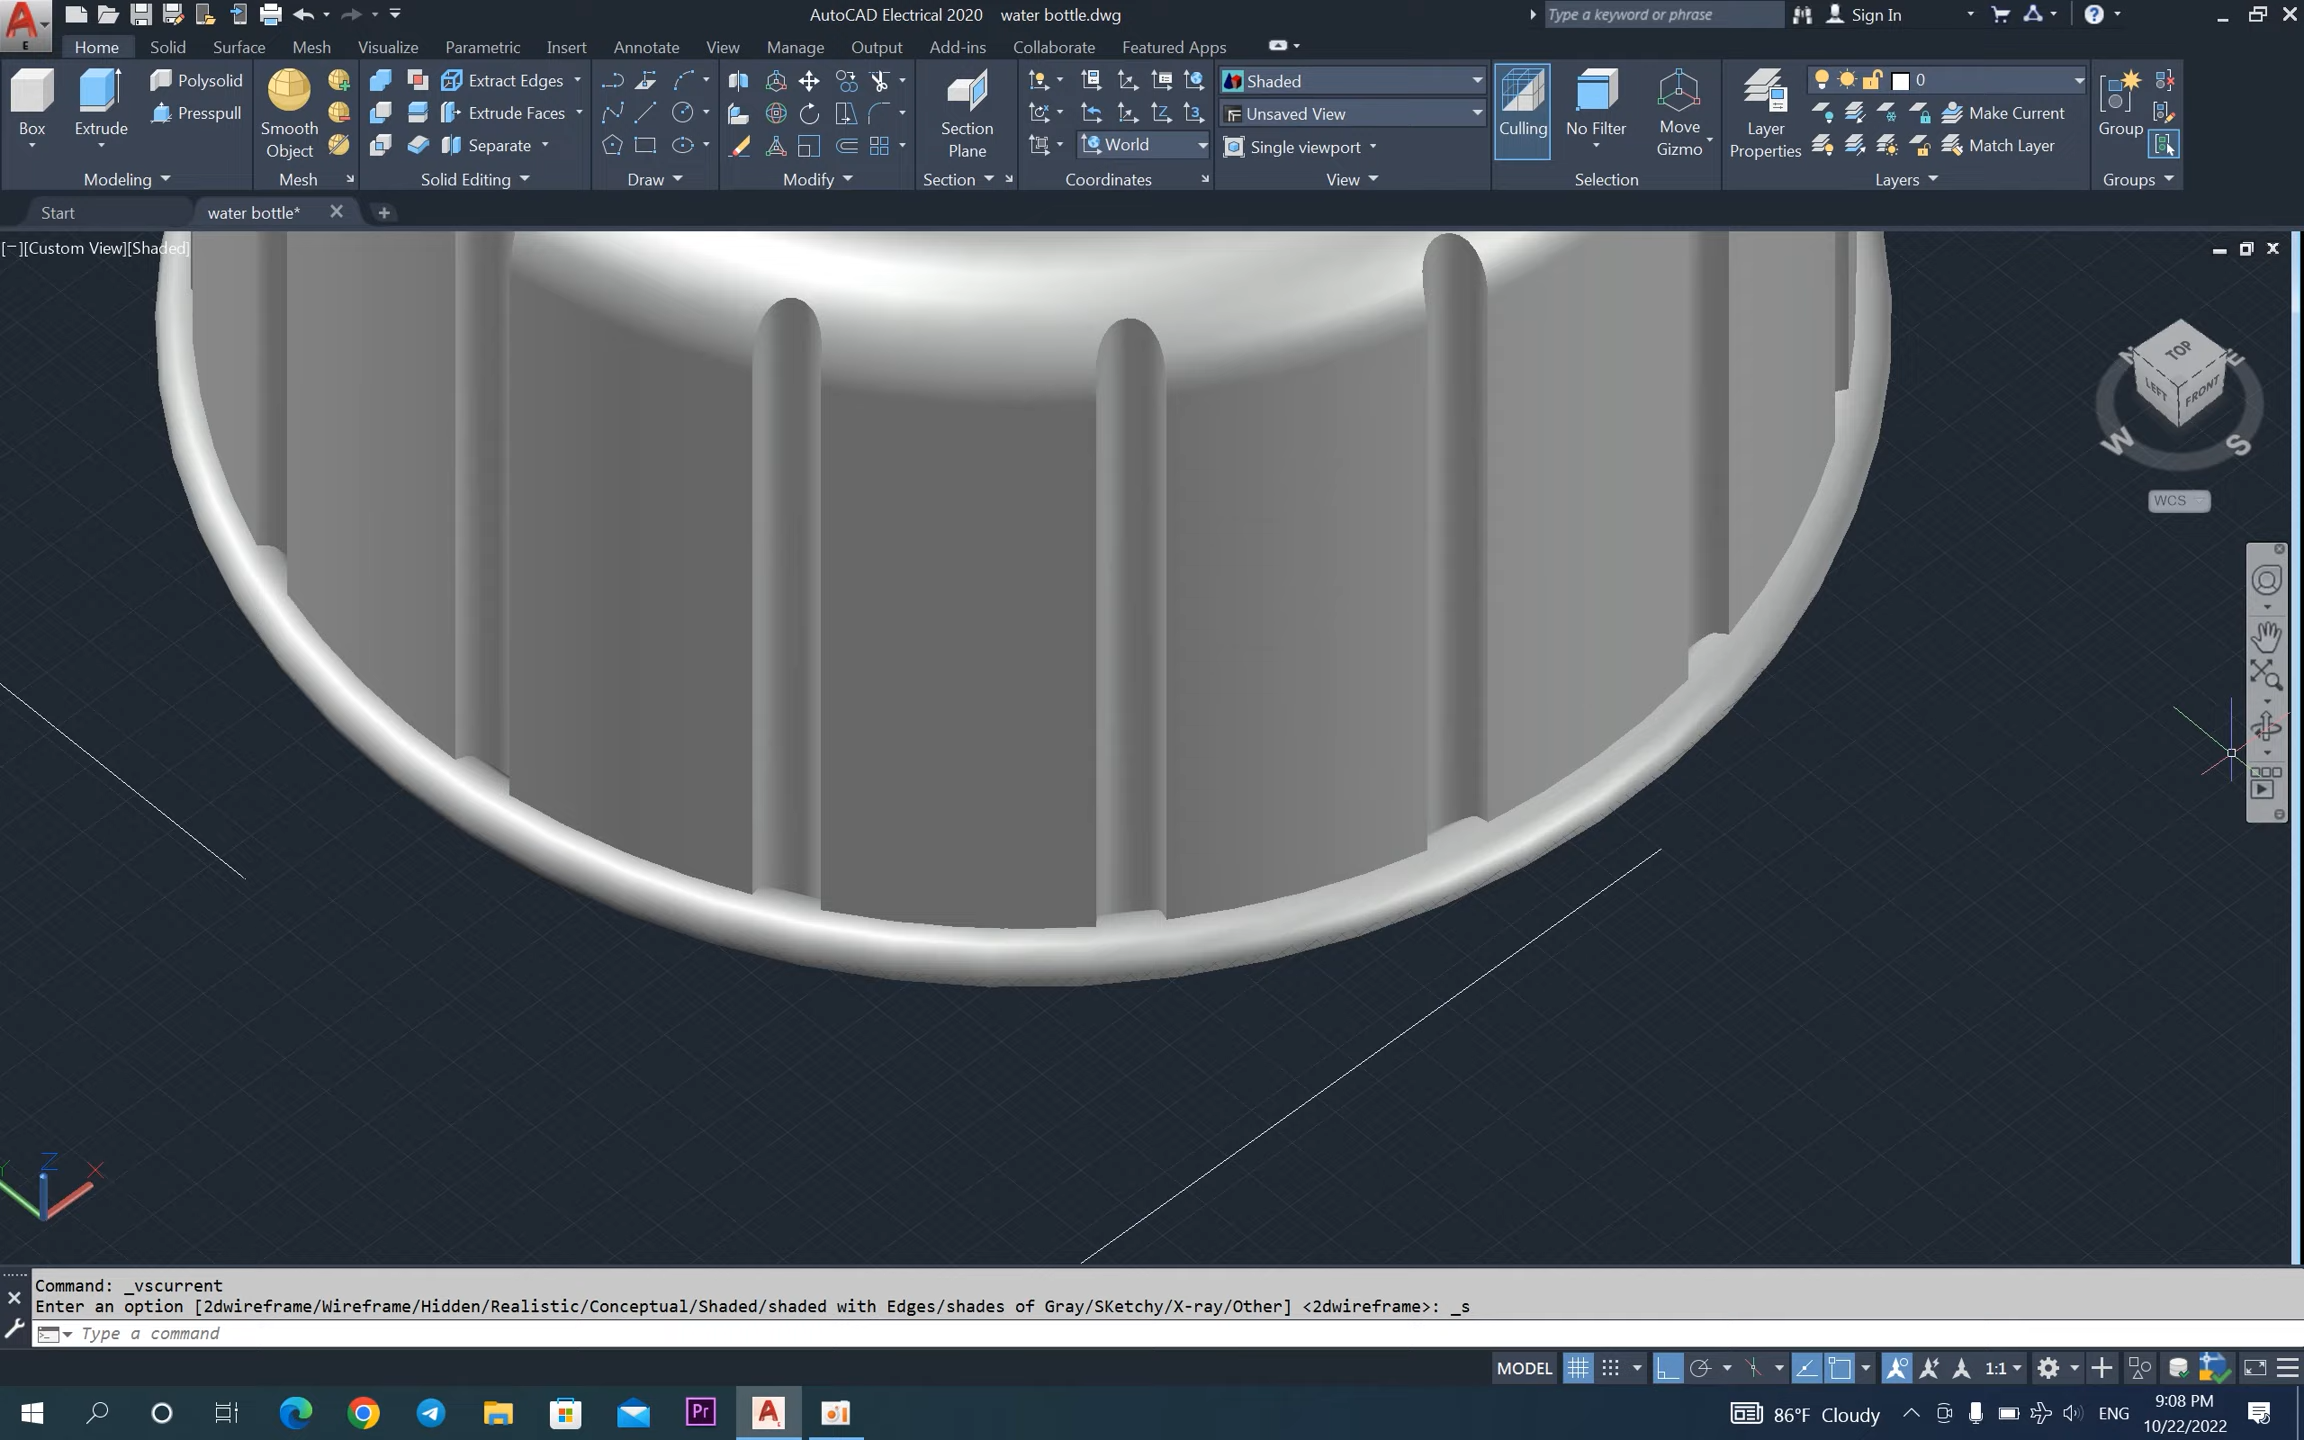 AutoCAD Electrical 2020 water bottle.dwg
Type a keyword or phrase
Sign In
Home Solid Surface Mesh Visualize Parametric Insert Annotate View Manage Output Add-ins Collaborate Featured Apps
Box
Extrude
Polysolid
Presspull
Modeling
Smooth
Object
Mesh
Extract Edges
Extrude Faces
Separate
Solid Editing
Draw
Modify
Section
Plane
Section
World
Coordinates
Shaded
Unsaved View
Single viewport
View
Culling
No Filter
Move
Gizmo
Selection
Layer
Properties
0
Make Current
Match Layer
Layers
Group
Groups
Start
water bottle*
[−][Custom View][Shaded]
TOP
LEFT
FRONT
N
E
W
S
WCS
Z
X
Y
Command: _vscurrent
Enter an option [2dwireframe/Wireframe/Hidden/Realistic/Conceptual/Shaded/shaded with Edges/shades of Gray/SKetchy/X-ray/Other] <2dwireframe>: _s
Type a command
MODEL
1:1
Pr
86°F Cloudy
ENG
9:08 PM
10/22/2022